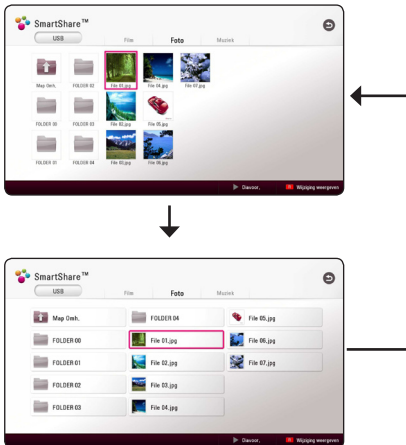 SmartShare™
USB Film Foto Muziek
Map Omh. FOLDER 02 File 01.jpg File 04.jpg File 07.jpg
FOLDER 00 FOLDER 03 File 02.jpg File 05.jpg
FOLDER 01 FOLDER 04 File 03.jpg File 06.jpg
Diavoor. Wijziging weergeven
SmartShare™
USB Film Foto Muziek
Map Omh. FOLDER 04 File 05.jpg
FOLDER 00 File 01.jpg File 06.jpg
FOLDER 01 File 02.jpg File 07.jpg
FOLDER 02 File 03.jpg
FOLDER 03 File 04.jpg
Diavoor. Wijziging weergeven